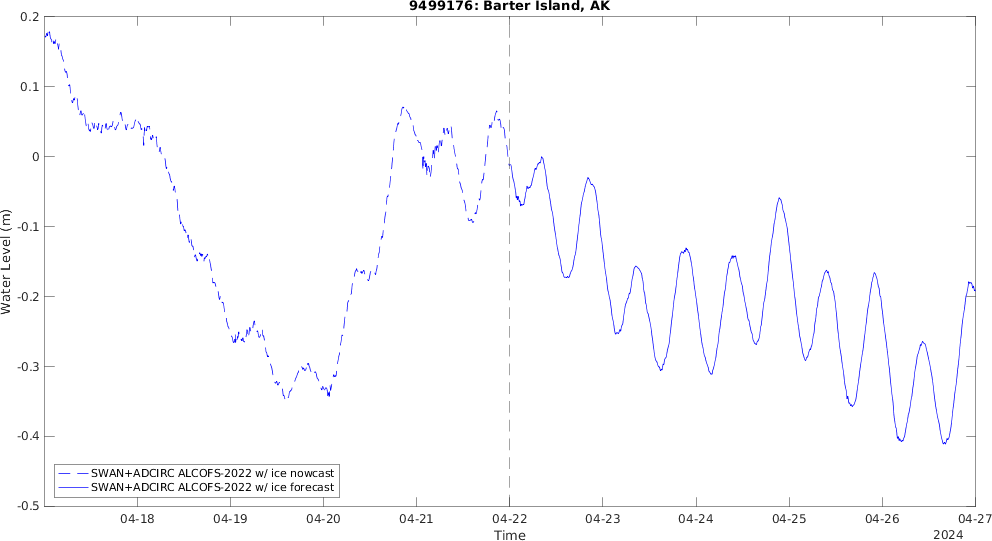 9499176: Barter Island, AK
Water Level (m)
0.2
0.1
0
-0.1
-0.2
-0.3
-0.4
-0.5
SWAN+ADCIRC ALCOFS-2022 w/ ice nowcast
SWAN+ADCIRC ALCOFS-2022 w/ ice forecast
04-18 04-19 04-20 04-21 04-22 04-23 04-24 04-25 04-26 04-27
Time
2024